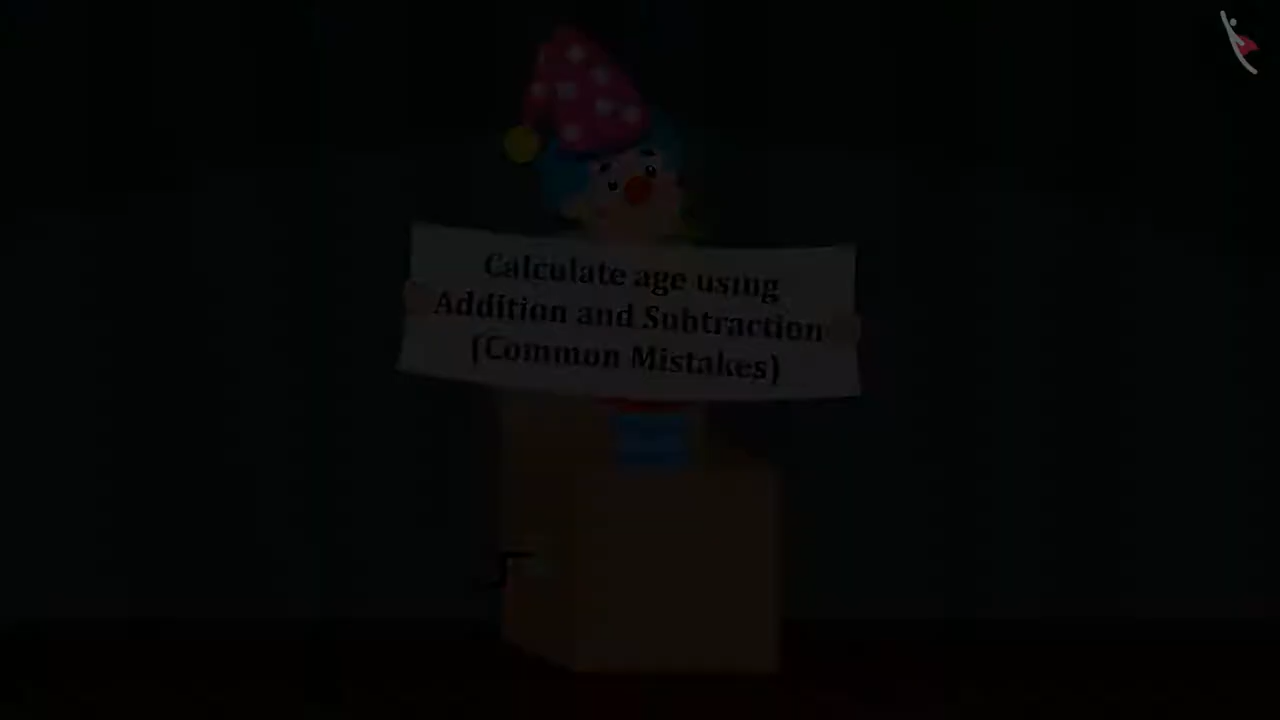 Calculate age using
Addition and Subtraction
(Common Mistakes)